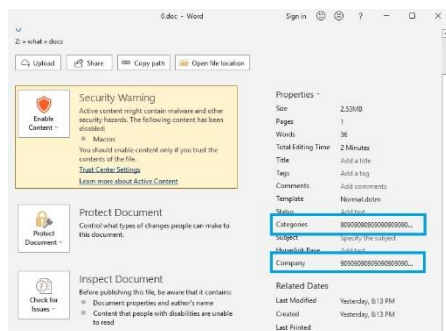 0.doc - Word
Sign in
?
Z: » what » docs
Upload
Share
Copy path
Open file location
Enable
Content
Security Warning
Active content might contain malware and other
security hazards. The following content has been
disabled:
Macros
You should enable content only if you trust the
contents of the file.
Trust Center Settings
Learn more about Active Content
Protect
Document
Protect Document
Control what types of changes people can make to
this document.
Check for
Issues
Inspect Document
Before publishing this file, be aware that it contains:
Document properties and author's name
Content that people with disabilities are unable
to read
Properties
Size 2.53MB
Pages 1
Words 36
Total Editing Time 2 Minutes
Title Add a title
Tags Add a tag
Comments Add comments
Template Normal.dotm
Status Add text
Categories 90909090909090909090...
Subject Specify the subject
Hyperlink Base Add text
Company 90909090909090909090...
Related Dates
Last Modified Yesterday, 8:13 PM
Created Yesterday, 8:13 PM
Last Printed